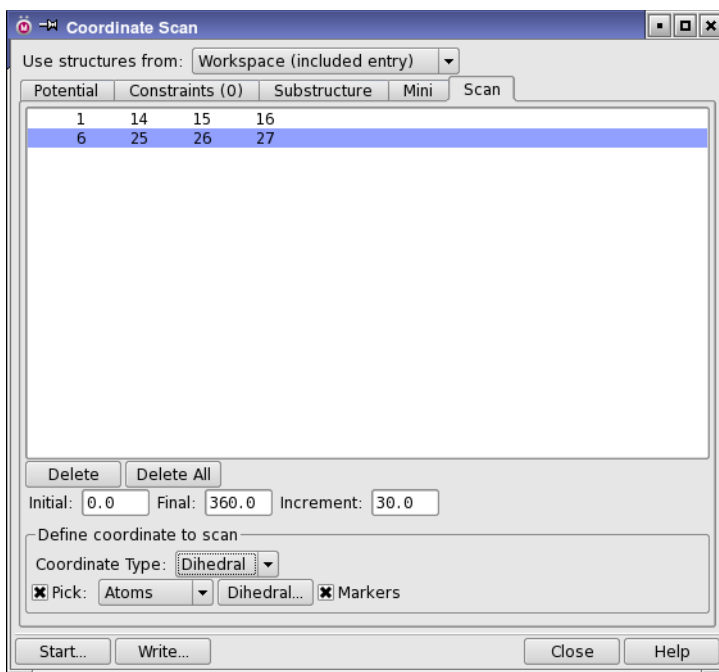 Coordinate Scan
Use structures from: Workspace (included entry)
Potential Constraints (0) Substructure Mini Scan
1 14 15 16
6 25 26 27
Delete Delete All
Initial: 0.0 Final: 360.0 Increment: 30.0
Define coordinate to scan
Coordinate Type: Dihedral
Pick: Atoms Dihedral... Markers
Start... Write... Close Help